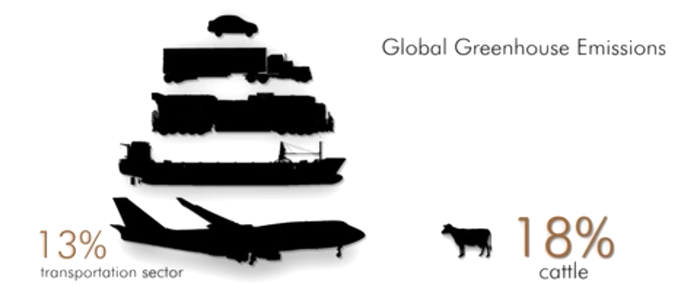 Global Greenhouse Emissions
13%
transportation sector
18%
cattle